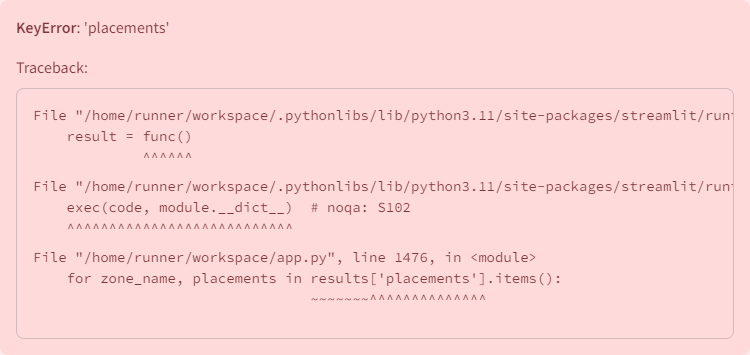 KeyError: 'placements'
Traceback:
File "/home/runner/workspace/.pythonlibs/lib/python3.11/site-packages/streamlit/runt
result = func()
^^^^^^
File "/home/runner/workspace/.pythonlibs/lib/python3.11/site-packages/streamlit/runt
exec(code, module.__dict__)  # noqa: S102
^^^^^^^^^^^^^^^^^^^^^^^^^^^
File "/home/runner/workspace/app.py", line 1476, in <module>
for zone_name, placements in results['placements'].items():
~~~~~~~^^^^^^^^^^^^^^